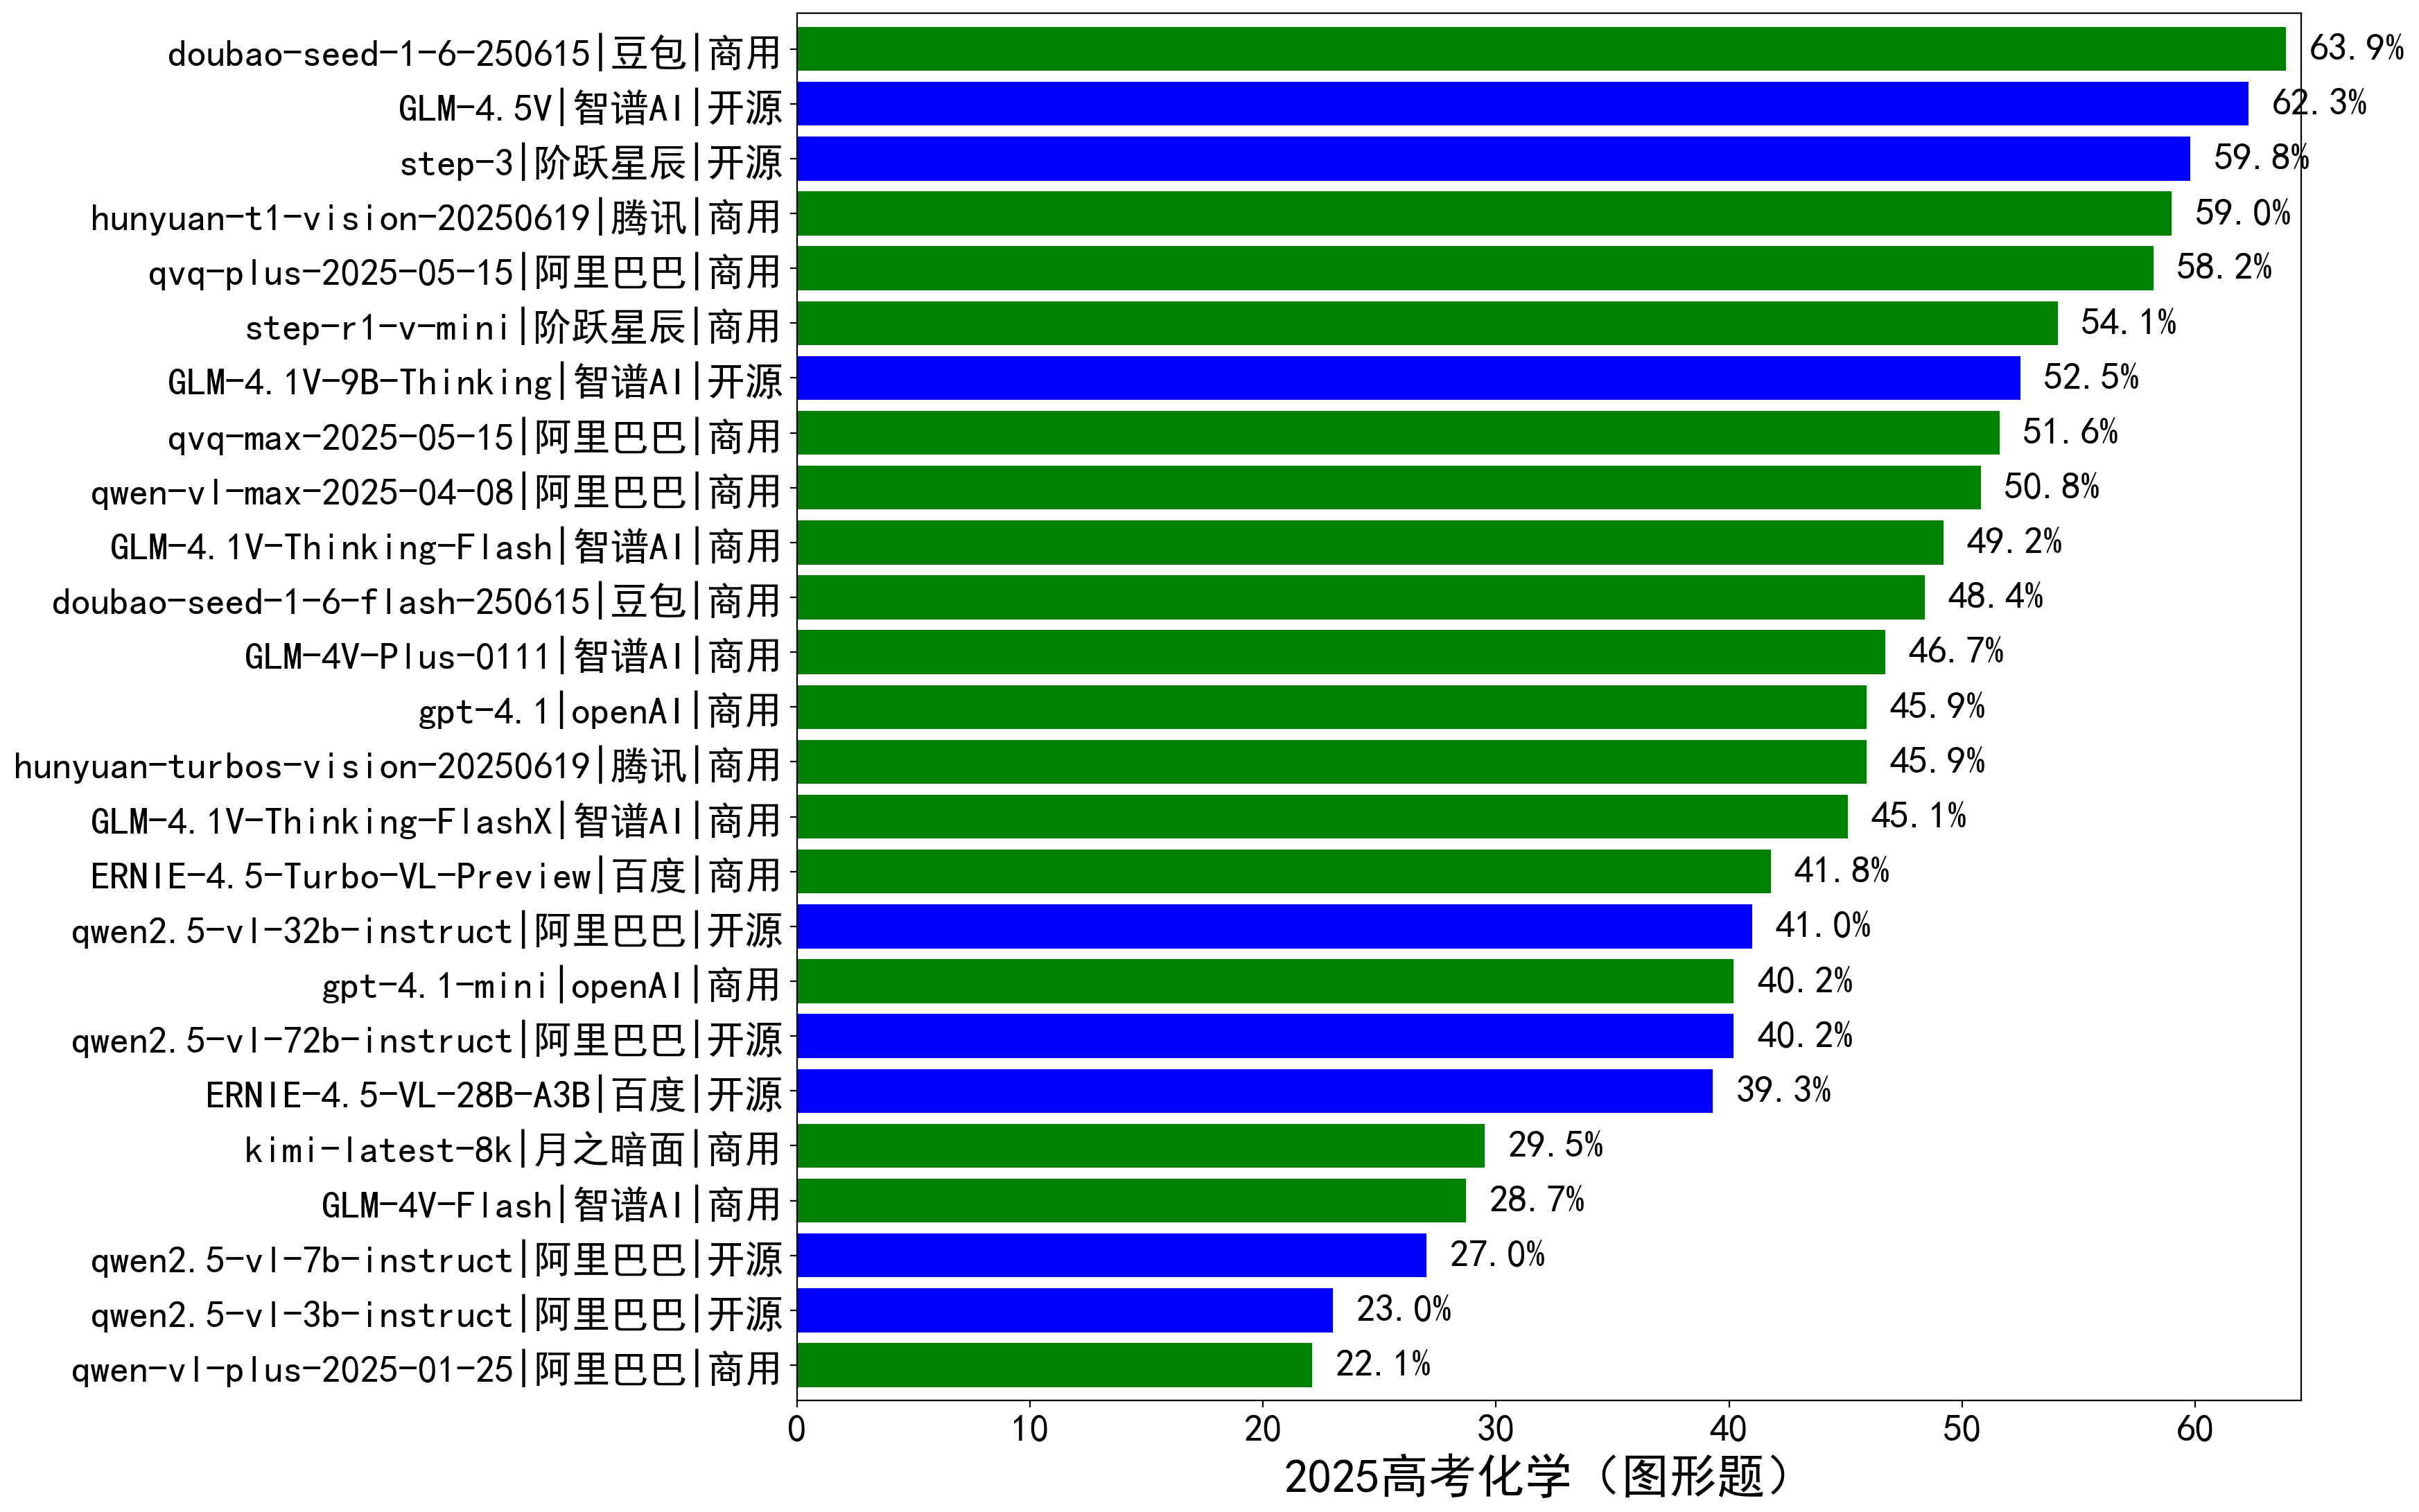 doubao-seed-1-6-250615|豆包|商用 63.9%
GLM-4.5V|智谱AI|开源 62.3%
step-3|阶跃星辰|开源 59.8%
hunyuan-t1-vision-20250619|腾讯|商用 59.0%
qvq-plus-2025-05-15|阿里巴巴|商用 58.2%
step-r1-v-mini|阶跃星辰|商用 54.1%
GLM-4.1V-9B-Thinking|智谱AI|开源 52.5%
qvq-max-2025-05-15|阿里巴巴|商用 51.6%
qwen-vl-max-2025-04-08|阿里巴巴|商用 50.8%
GLM-4.1V-Thinking-Flash|智谱AI|商用 49.2%
doubao-seed-1-6-flash-250615|豆包|商用 48.4%
GLM-4V-Plus-0111|智谱AI|商用 46.7%
gpt-4.1|openAI|商用 45.9%
hunyuan-turbos-vision-20250619|腾讯|商用 45.9%
GLM-4.1V-Thinking-FlashX|智谱AI|商用 45.1%
ERNIE-4.5-Turbo-VL-Preview|百度|商用 41.8%
qwen2.5-vl-32b-instruct|阿里巴巴|开源 41.0%
gpt-4.1-mini|openAI|商用 40.2%
qwen2.5-vl-72b-instruct|阿里巴巴|开源 40.2%
ERNIE-4.5-VL-28B-A3B|百度|开源 39.3%
kimi-latest-8k|月之暗面|商用 29.5%
GLM-4V-Flash|智谱AI|商用 28.7%
qwen2.5-vl-7b-instruct|阿里巴巴|开源 27.0%
qwen2.5-vl-3b-instruct|阿里巴巴|开源 23.0%
qwen-vl-plus-2025-01-25|阿里巴巴|商用 22.1%
0 10 20 30 40 50 60
2025高考化学（图形题）